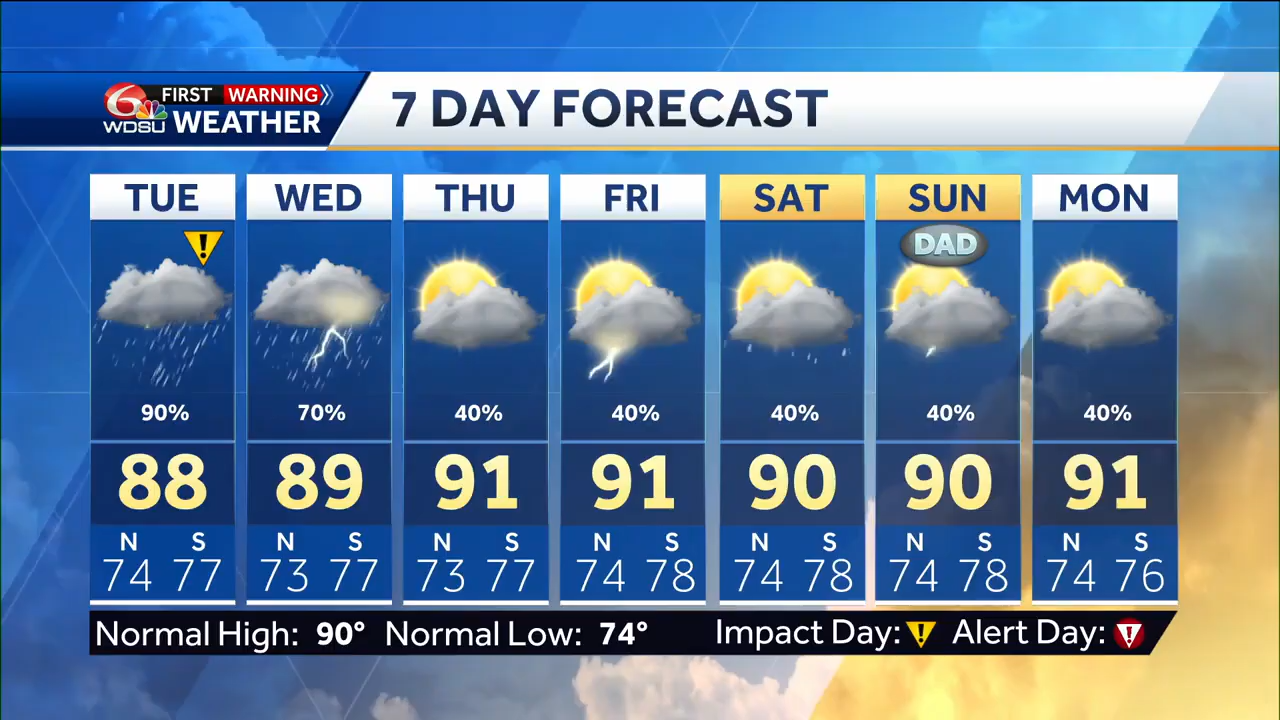 6 FIRST WARNING
WDSU WEATHER
7 DAY FORECAST
TUE WED THU FRI SAT SUN MON
! DAD
90% 70% 40% 40% 40% 40% 40%
88 89 91 91 90 90 91
N S N S N S N S N S N S N S
74 77 73 77 73 77 74 78 74 78 74 78 74 76
Normal High: 90° Normal Low: 74° Impact Day: ! Alert Day: !